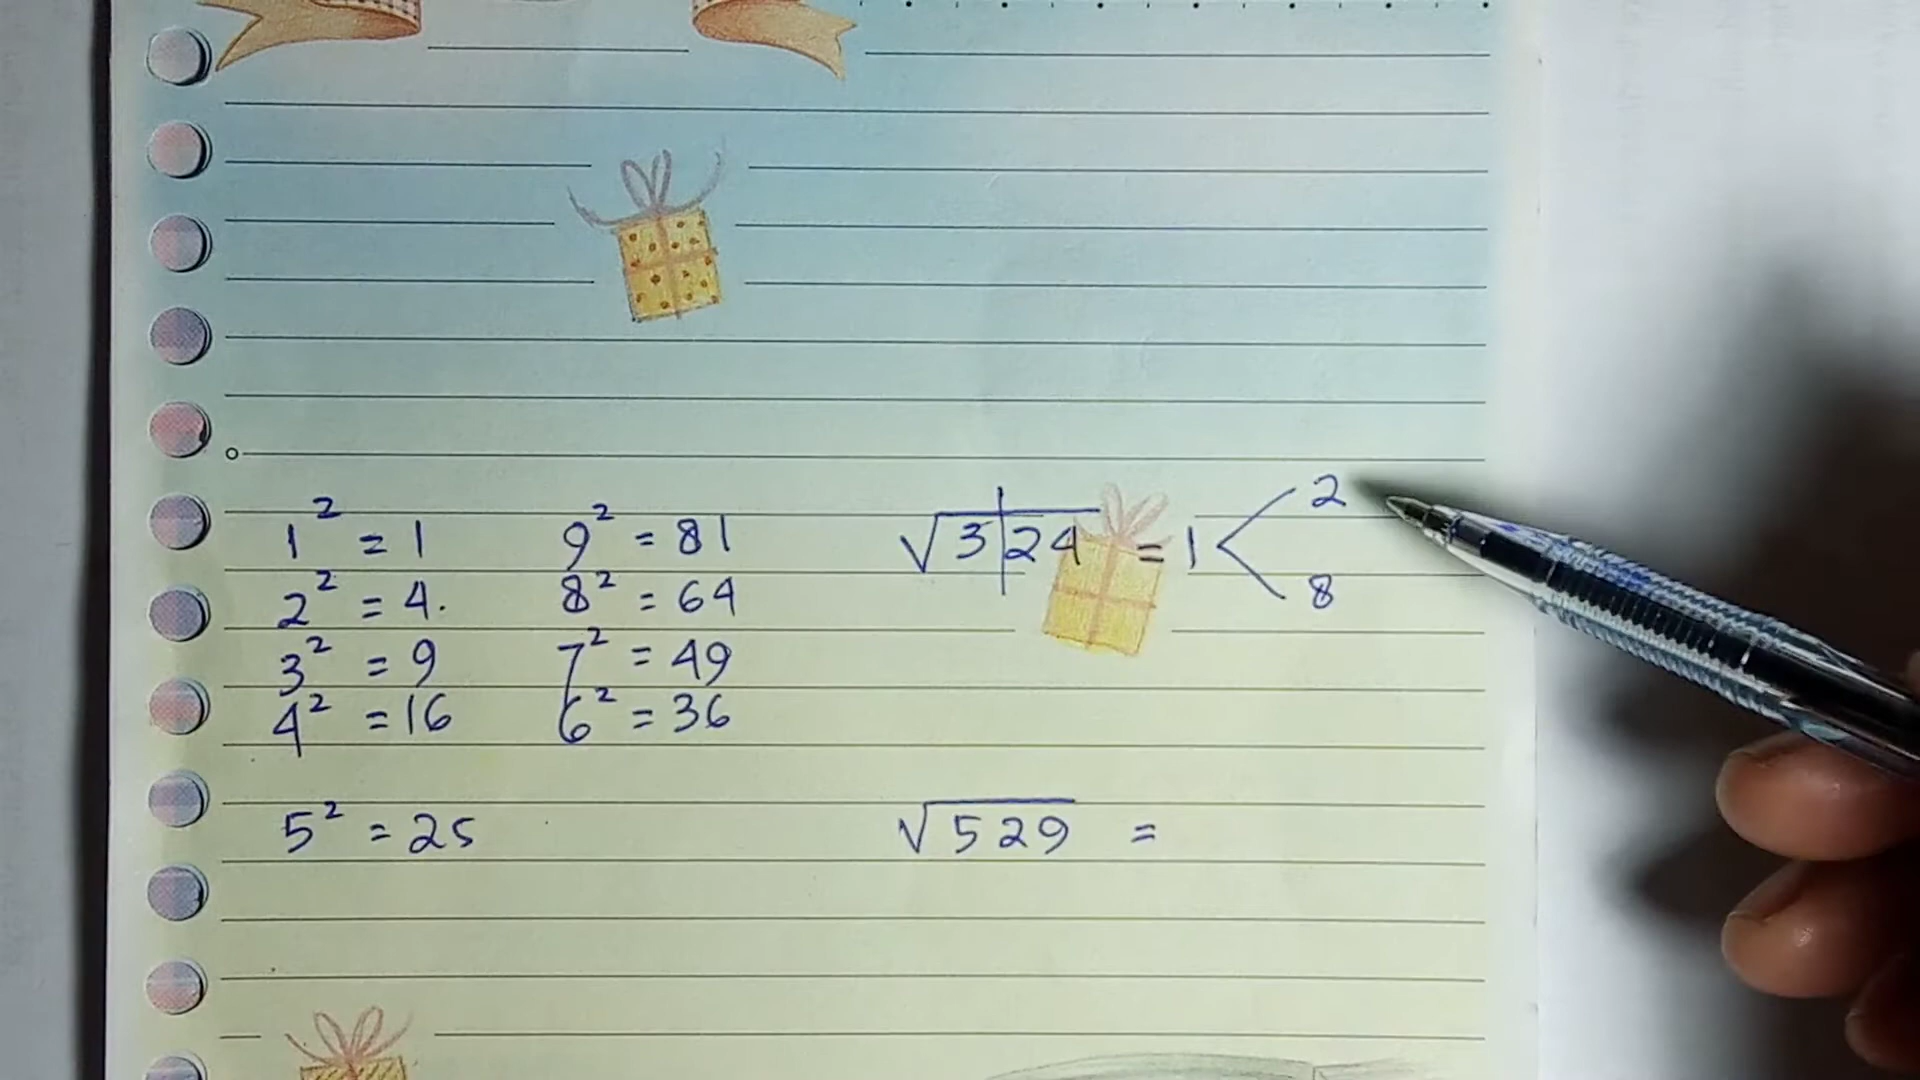 1² = 1
2² = 4.
3² = 9
4² = 16
5² = 25
9² = 81
8² = 64
7² = 49
6² = 36
√3|24 = 1 < 2
8
√529 =